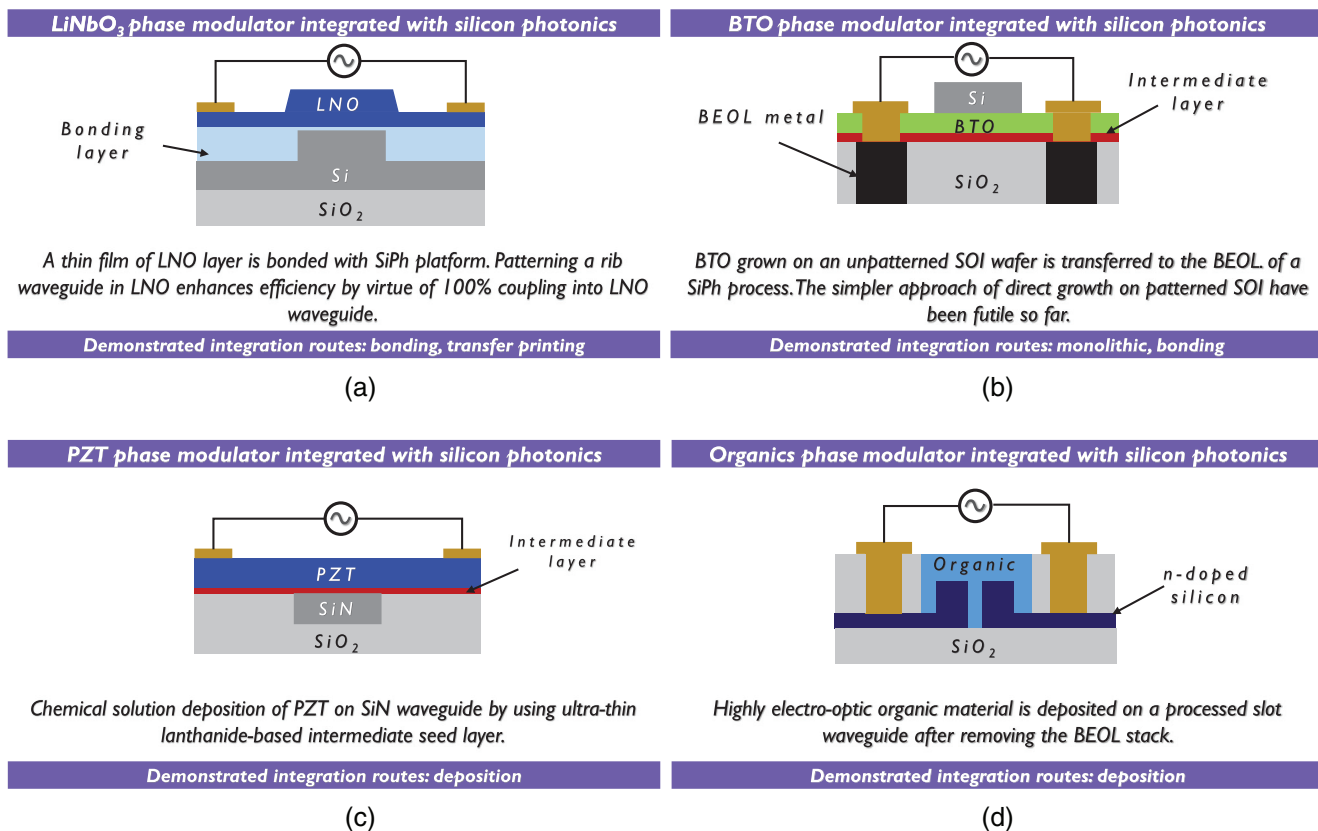 LiNbO₃ phase modulator integrated with silicon photonics
LNO
Bonding
layer
Si
SiO₂
A thin film of LNO layer is bonded with SiPh platform. Patterning a rib
waveguide in LNO enhances efficiency by virtue of 100% coupling into LNO
waveguide.
Demonstrated integration routes: bonding, transfer printing
(a)
BTO phase modulator integrated with silicon photonics
Si
Intermediate
layer
BEOL metal
BTO
SiO₂
BTO grown on an unpatterned SOI wafer is transferred to the BEOL of a
SiPh process. The simpler approach of direct growth on patterned SOI have
been futile so far.
Demonstrated integration routes: monolithic, bonding
(b)
PZT phase modulator integrated with silicon photonics
Intermediate
layer
PZT
SiN
SiO₂
Chemical solution deposition of PZT on SiN waveguide by using ultra-thin
lanthanide-based intermediate seed layer.
Demonstrated integration routes: deposition
(c)
Organics phase modulator integrated with silicon photonics
Organic
n-doped
silicon
SiO₂
Highly electro-optic organic material is deposited on a processed slot
waveguide after removing the BEOL stack.
Demonstrated integration routes: deposition
(d)